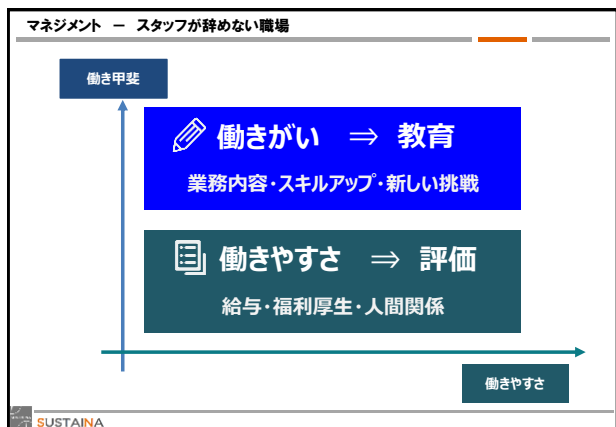 マネジメント － スタッフが辞めない職場
働き甲斐
働きがい ⇒ 教育
業務内容・スキルアップ・新しい挑戦
働きやすさ ⇒ 評価
給与・福利厚生・人間関係
働きやすさ
SUSTAINA